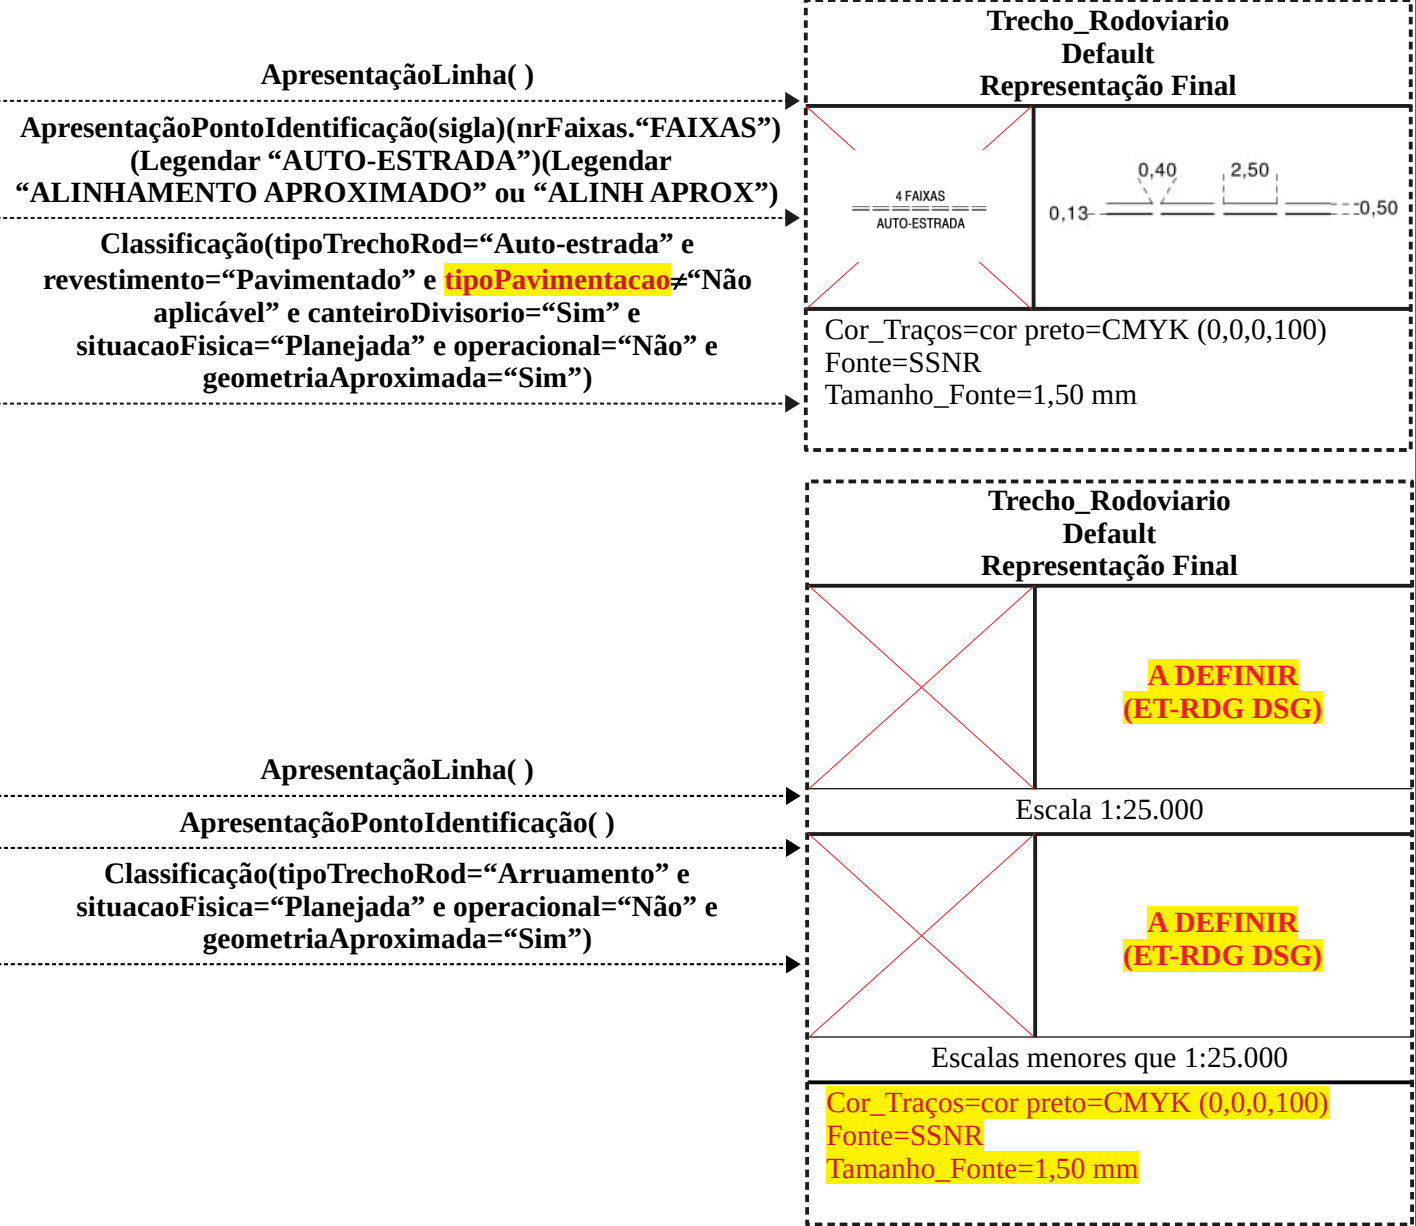 Trecho_Rodoviario
Default
Representação Final
ApresentaçãoLinha( )
ApresentaçãoPontoIdentificação(sigla)(nrFaixas.“FAIXAS”)
(Legendar “AUTO-ESTRADA”)(Legendar
“ALINHAMENTO APROXIMADO” ou “ALINH APROX”)
Classificação(tipoTrechoRod=“Auto-estrada” e
revestimento=“Pavimentado” e tipoPavimentacao≠“Não
aplicável” e canteiroDivisorio=“Sim” e
situacaoFisica=“Planejada” e operacional=“Não” e
geometriaAproximada=“Sim”)
4 FAIXAS
AUTO-ESTRADA
0,40
2,50
0,13
0,50
Cor_Traços=cor preto=CMYK (0,0,0,100)
Fonte=SSNR
Tamanho_Fonte=1,50 mm
Trecho_Rodoviario
Default
Representação Final
A DEFINIR
(ET-RDG DSG)
Escala 1:25.000
ApresentaçãoLinha( )
ApresentaçãoPontoIdentificação( )
Classificação(tipoTrechoRod=“Arruamento” e
situacaoFisica=“Planejada” e operacional=“Não” e
geometriaAproximada=“Sim”)
A DEFINIR
(ET-RDG DSG)
Escalas menores que 1:25.000
Cor_Traços=cor preto=CMYK (0,0,0,100)
Fonte=SSNR
Tamanho_Fonte=1,50 mm